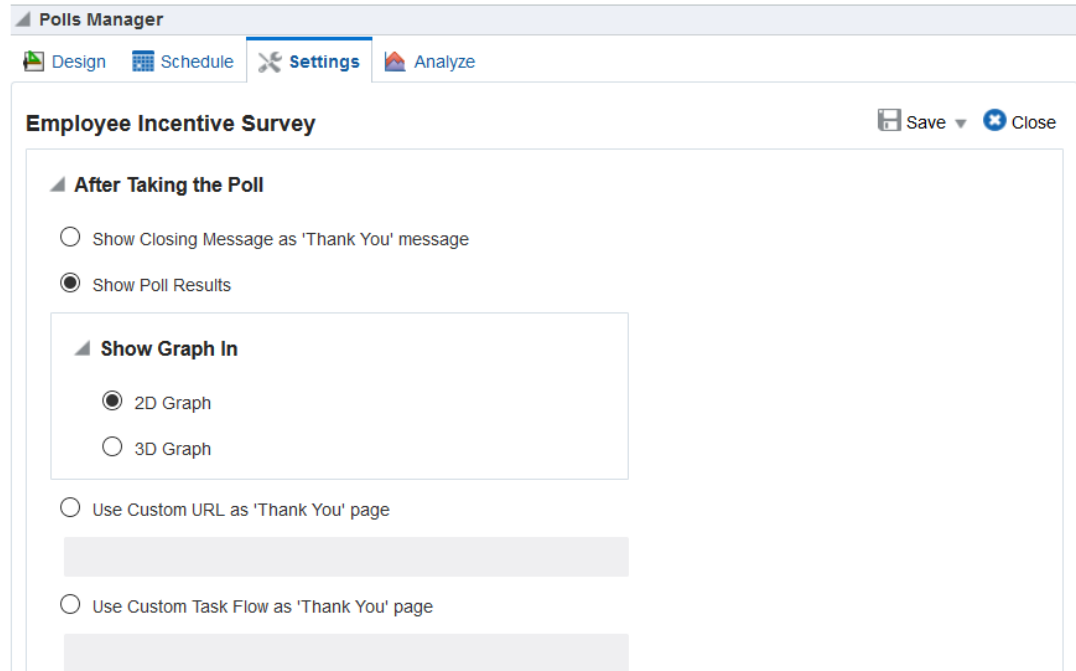 Polls Manager
Design Schedule Settings Analyze
Employee Incentive Survey Save Close
After Taking the Poll
Show Closing Message as 'Thank You' message
Show Poll Results
Show Graph In
2D Graph
3D Graph
Use Custom URL as 'Thank You' page
Use Custom Task Flow as 'Thank You' page